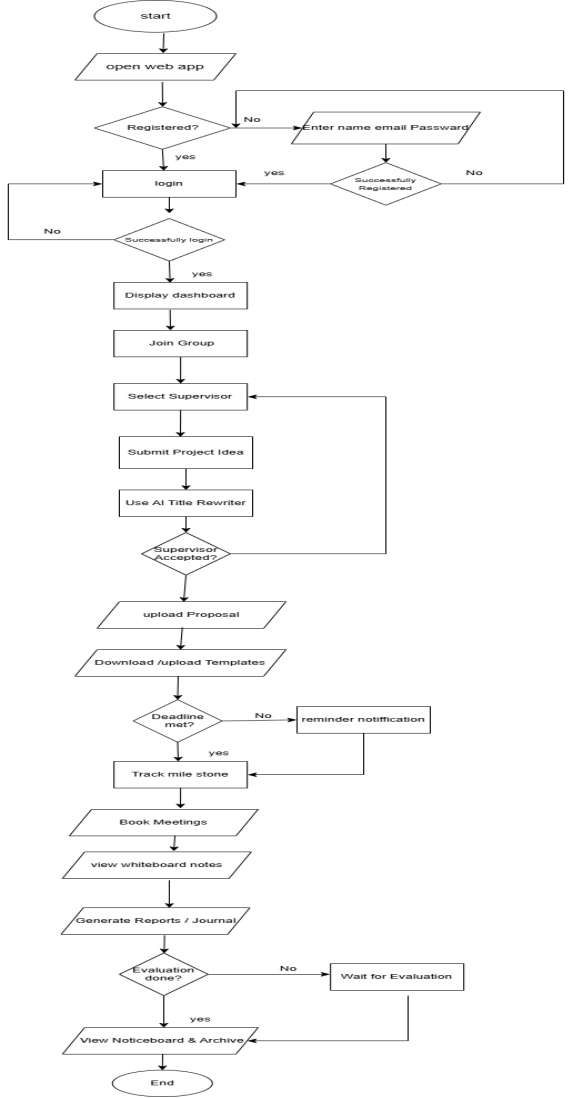 start
open web app
Registered?
No
Enter name email Passward
yes
login
yes
Successfully
Registered
No
No
Successfully login
yes
Display dashboard
Join Group
Select Supervisor
Submit Project Idea
Use AI Title Rewriter
Supervisor
Accepted?
upload Proposal
Download /upload Templates
Deadline
met?
No
reminder notiffication
yes
Track mile stone
Book Meetings
view whiteboard notes
Generate Reports / Journal
Evaluation
done?
No
Wait for Evaluation
yes
View Noticeboard & Archive
End